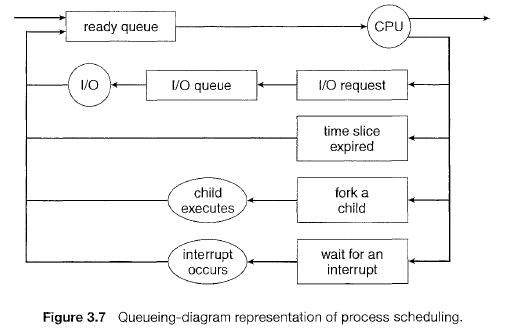 ready queue
CPU
I/O
I/O queue
I/O request
time slice
expired
child
executes
fork a
child
interrupt
occurs
wait for an
interrupt
Figure 3.7 Queueing-diagram representation of process scheduling.